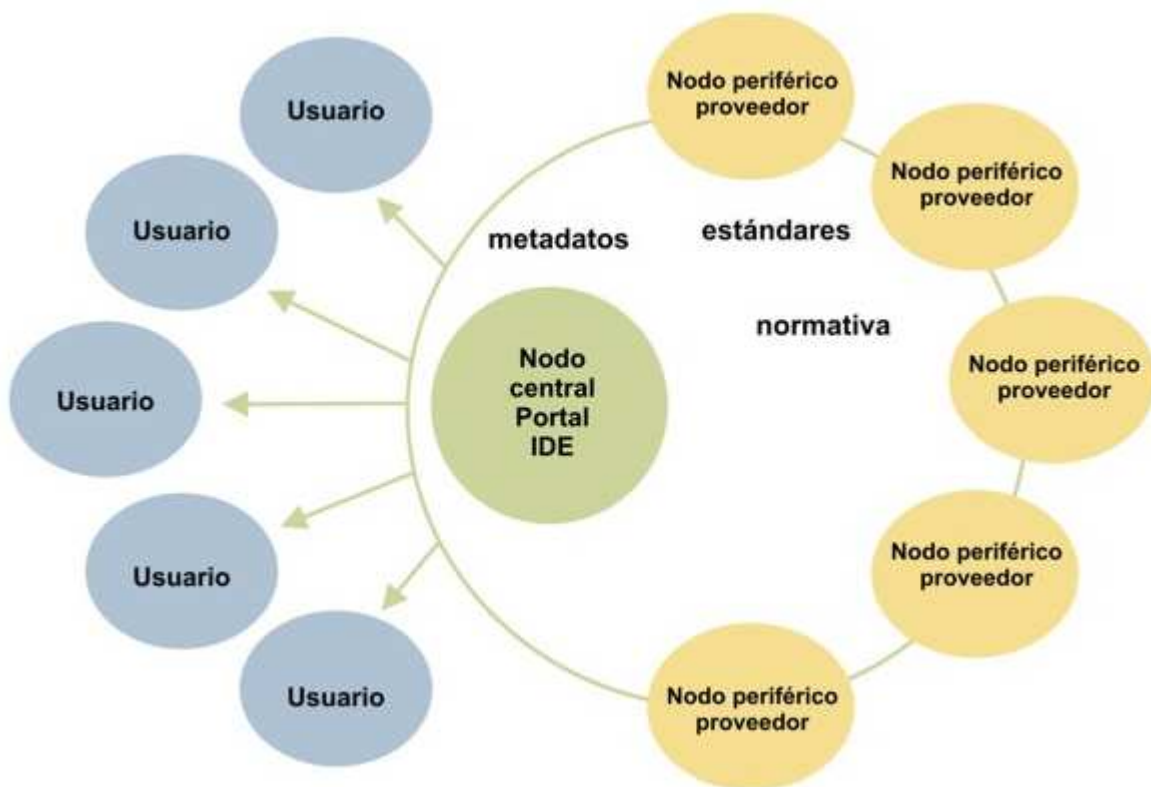 Usuario
Usuario
Usuario
Usuario
Usuario
metadatos
estándares
normativa
Nodo
central
Portal
IDE
Nodo periférico
proveedor
Nodo periférico
proveedor
Nodo periférico
proveedor
Nodo periférico
proveedor
Nodo periférico
proveedor